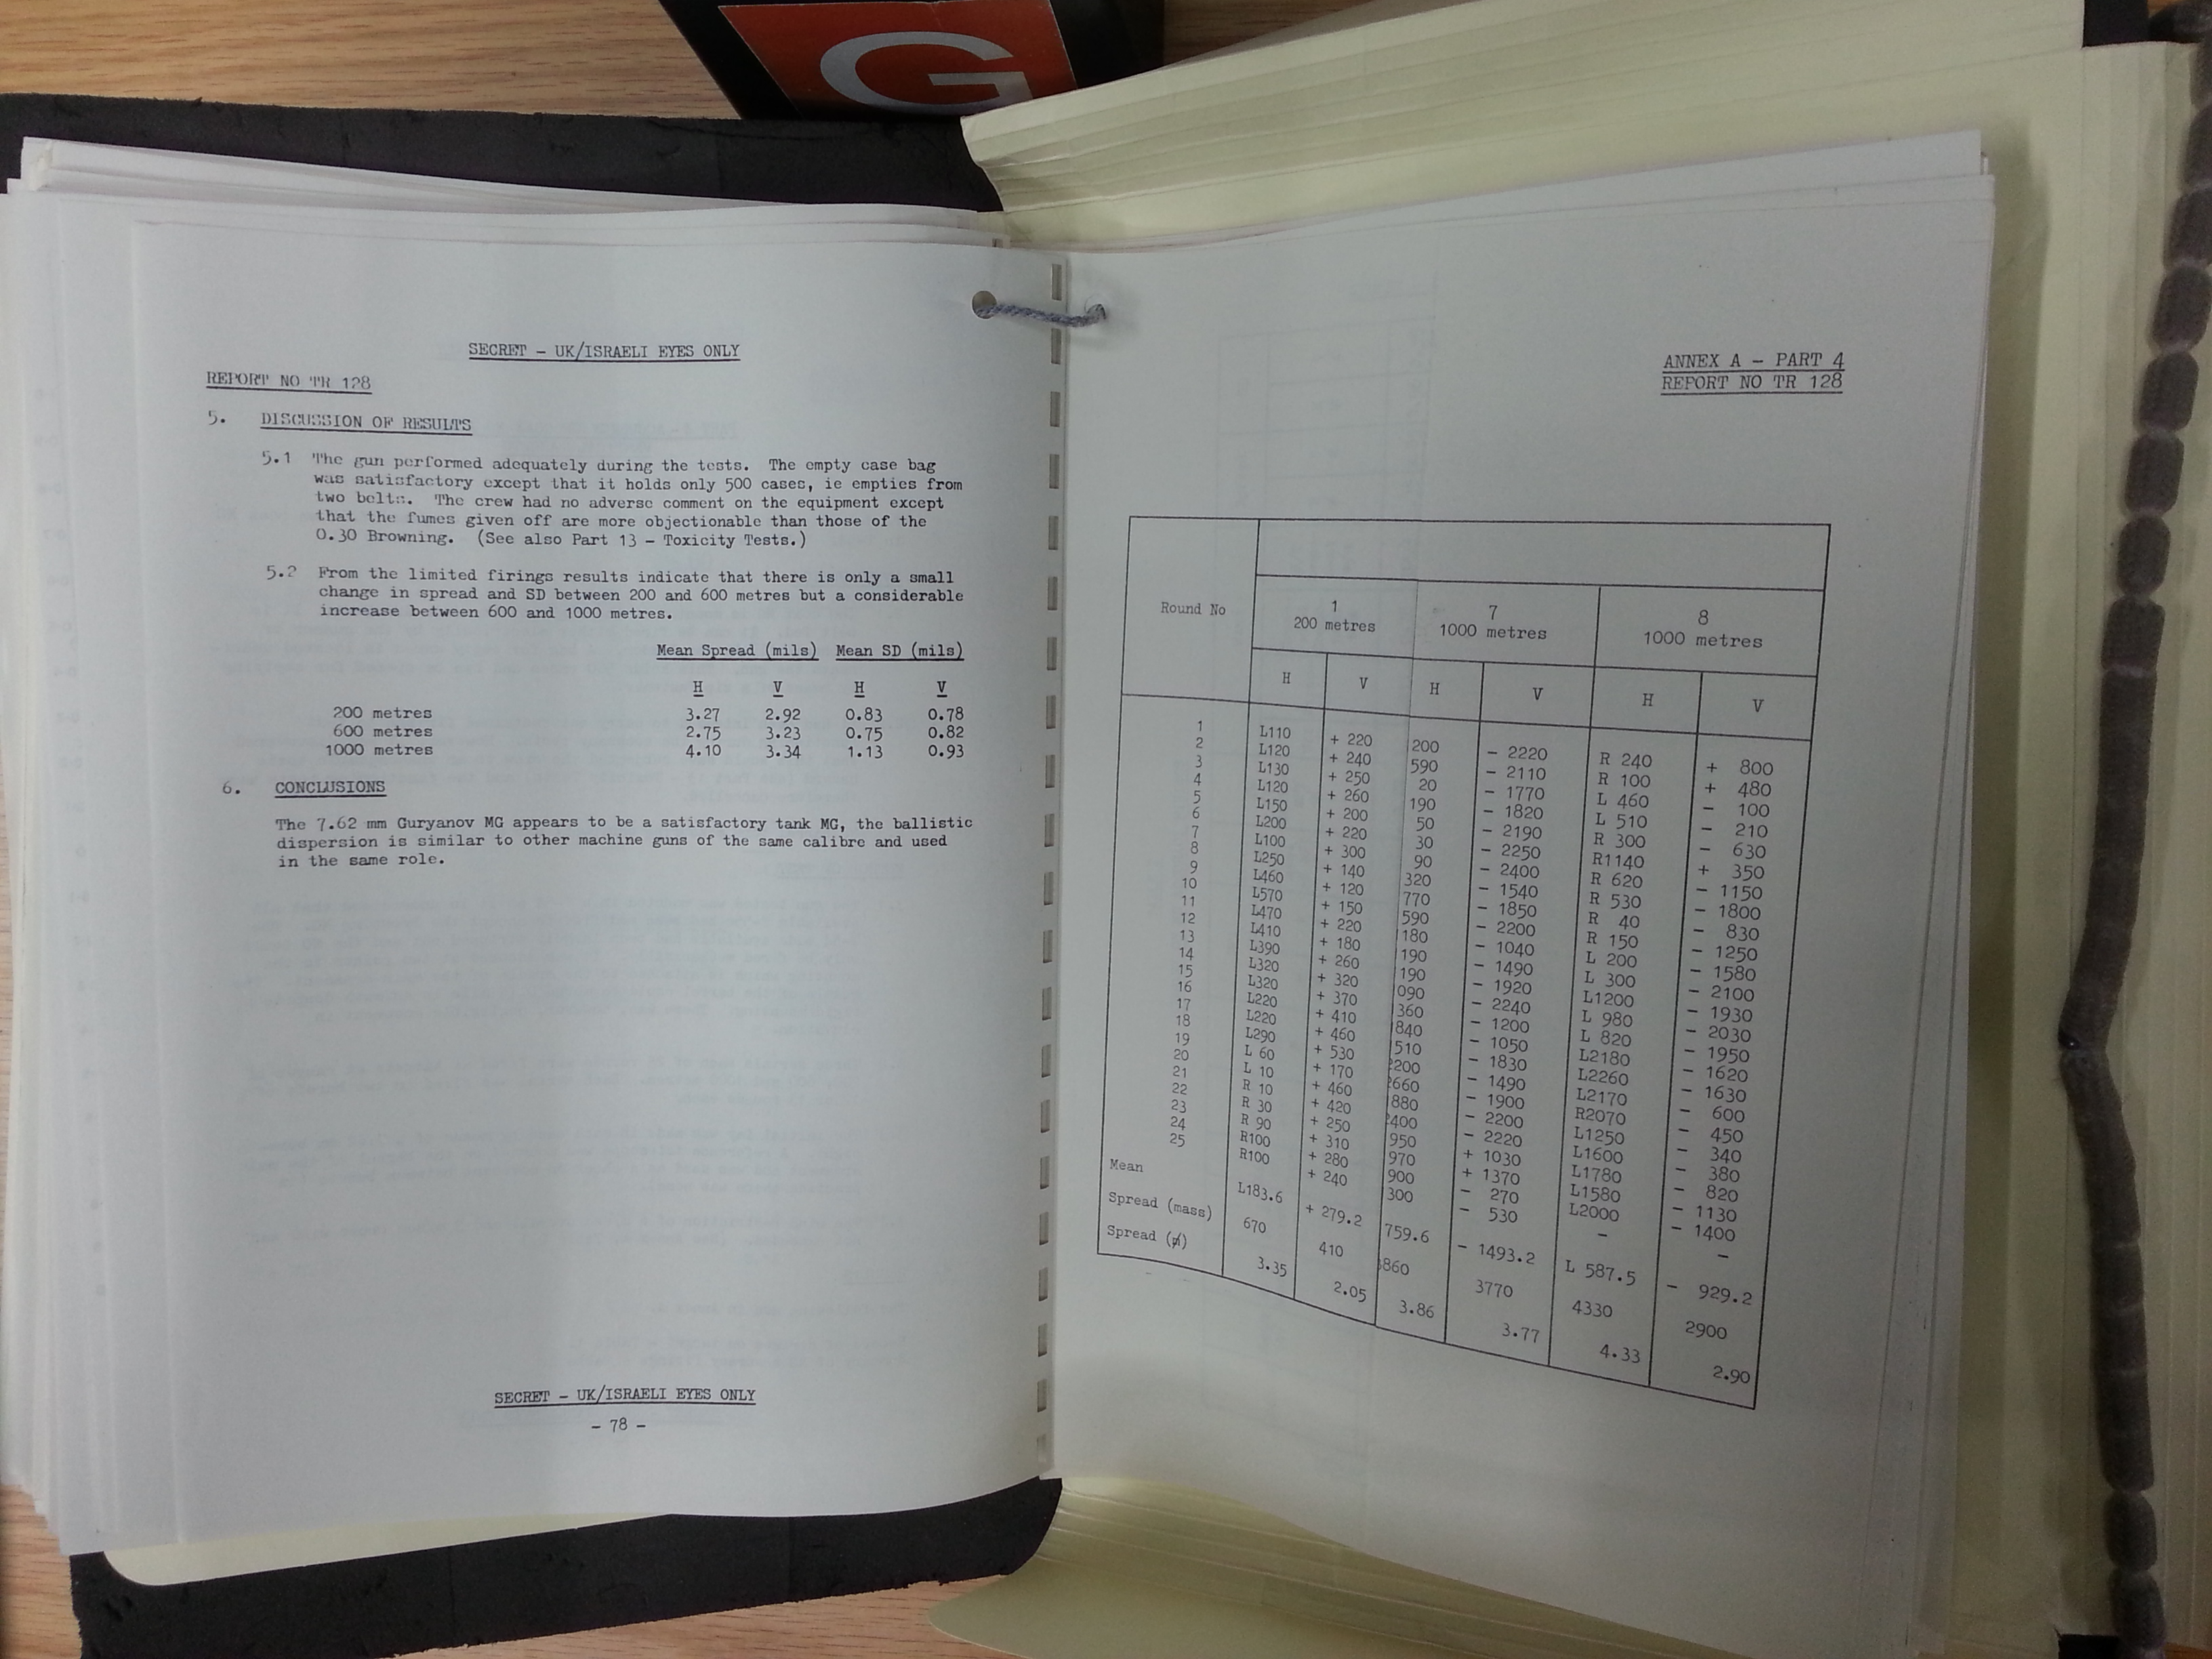 G
SECRET - UK/ISRAELI EYES ONLY
REPORT NO TR 128
5. DISCUSSION OF RESULTS
5.1 The gun performed adequately during the tests. The empty case bag
was satisfactory except that it holds only 500 cases, ie empties from
two belts. The crew had no adverse comment on the equipment except
that the fumes given off are more objectionable than those of the
0.30 Browning. (See also Part 13 - Toxicity Tests.)
5.2 From the limited firings results indicate that there is only a small
change in spread and SD between 200 and 600 metres but a considerable
increase between 600 and 1000 metres.
Mean Spread (mils) Mean SD (mils)
H V H V
200 metres 3.27 2.92 0.83 0.78
600 metres 2.75 3.23 0.75 0.82
1000 metres 4.10 3.34 1.13 0.93
6. CONCLUSIONS
The 7.62 mm Guryanov MG appears to be a satisfactory tank MG, the ballistic
dispersion is similar to other machine guns of the same calibre and used
in the same role.
SECRET - UK/ISRAELI EYES ONLY
- 78 -
ANNEX A - PART 4
REPORT NO TR 128
Round No 1 7 8
200 metres 1000 metres 1000 metres
H V H V H V
1 L110 + 220 200 - 2220 R 240 + 800
2 L120 + 240 590 - 2110 R 100 + 480
3 L130 + 250 20 - 1770 L 460 - 100
4 L120 + 260 190 - 1820 L 510 - 210
5 L150 + 200 50 - 2190 R 300 - 630
6 L200 + 220 30 - 2250 R1140 + 350
7 L100 + 300 90 - 2400 R 620 - 1150
8 L250 + 140 320 - 1540 R 530 - 1800
9 L460 + 120 770 - 1850 R 40 - 830
10 L570 + 150 590 - 2200 R 150 - 1250
11 L470 + 220 180 - 1040 L 200 - 1580
12 L410 + 180 190 - 1490 L 300 - 2100
13 L390 + 260 190 - 1920 L1200 - 1930
14 L320 + 320 090 - 2240 L 980 - 2030
15 L320 + 370 360 - 1200 L 820 - 1950
16 L220 + 410 840 - 1050 L2180 - 1620
17 L220 + 460 510 - 1830 L2260 - 1630
18 L290 + 530 200 - 1490 L2170 - 600
19 L 60 + 170 660 - 1900 R2070 - 450
20 L 10 + 460 880 - 2200 L1250 - 340
21 R 10 + 420 400 - 2220 L1600 - 380
22 R 30 + 250 950 + 1030 L1780 - 820
23 R 90 + 310 970 + 1370 L1580 - 1130
24 R100 + 280 900 - 270 L2000 - 1400
25 R100 + 240 300 - 530 - -
Mean L183.6 + 279.2 759.6 - 1493.2 L 587.5 - 929.2
Spread (mass) 670 410 860 3770 4330 2900
Spread (ɱ) 3.35 2.05 3.86 3.77 4.33 2.90